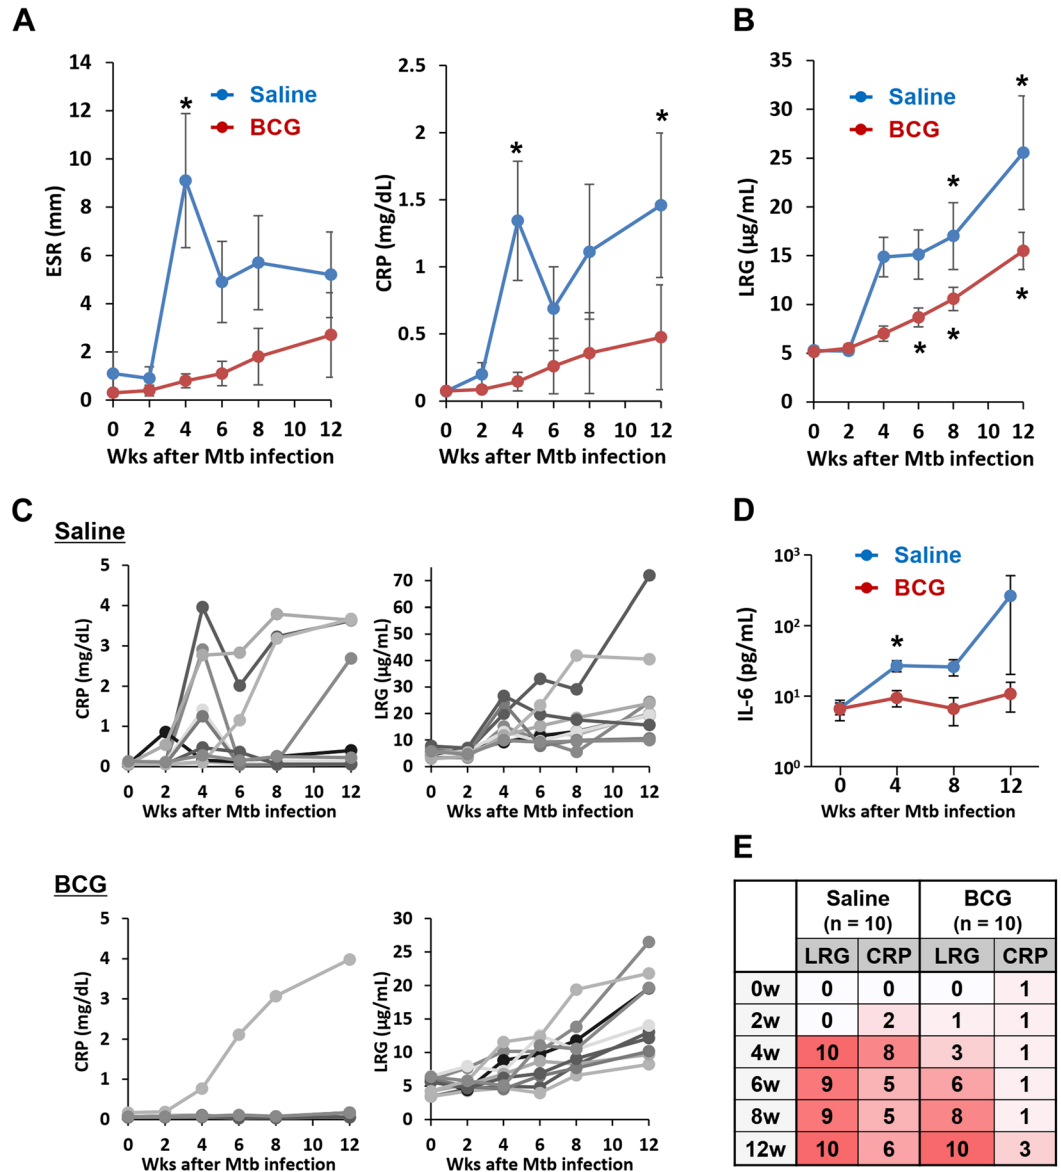 A
14
12
10
8
6
4
2
0
ESR (mm)
*
Saline
BCG
0 2 4 6 8 10 12
Wks after Mtb infection
2.5
2
1.5
1
0.5
0
CRP (mg/dL)
*
*
0 2 4 6 8 10 12
Wks after Mtb infection
B
35
30
25
20
15
10
5
0
LRG (µg/mL)
Saline
BCG
*
*
*
*
*
0 2 4 6 8 10 12
Wks after Mtb infection
C
Saline
5
4
3
2
1
0
CRP (mg/dL)
0 2 4 6 8 10 12
Wks after Mtb infection
70
60
50
40
30
20
10
0
LRG (µg/mL)
0 2 4 6 8 10 12
Wks afte Mtb infection
BCG
5
4
3
2
1
0
CRP (mg/dL)
0 2 4 6 8 10 12
Wks after Mtb infection
30
25
20
15
10
5
0
LRG (µg/mL)
0 2 4 6 8 10 12
Wks after Mtb infection
D
10³
10²
10¹
10⁰
IL-6 (pg/mL)
Saline
BCG
*
0 4 8 12
Wks after Mtb infection
E
Saline BCG
(n = 10) (n = 10)
LRG CRP LRG CRP
0w 0 0 0 1
2w 0 2 1 1
4w 10 8 3 1
6w 9 5 6 1
8w 9 5 8 1
12w 10 6 10 3